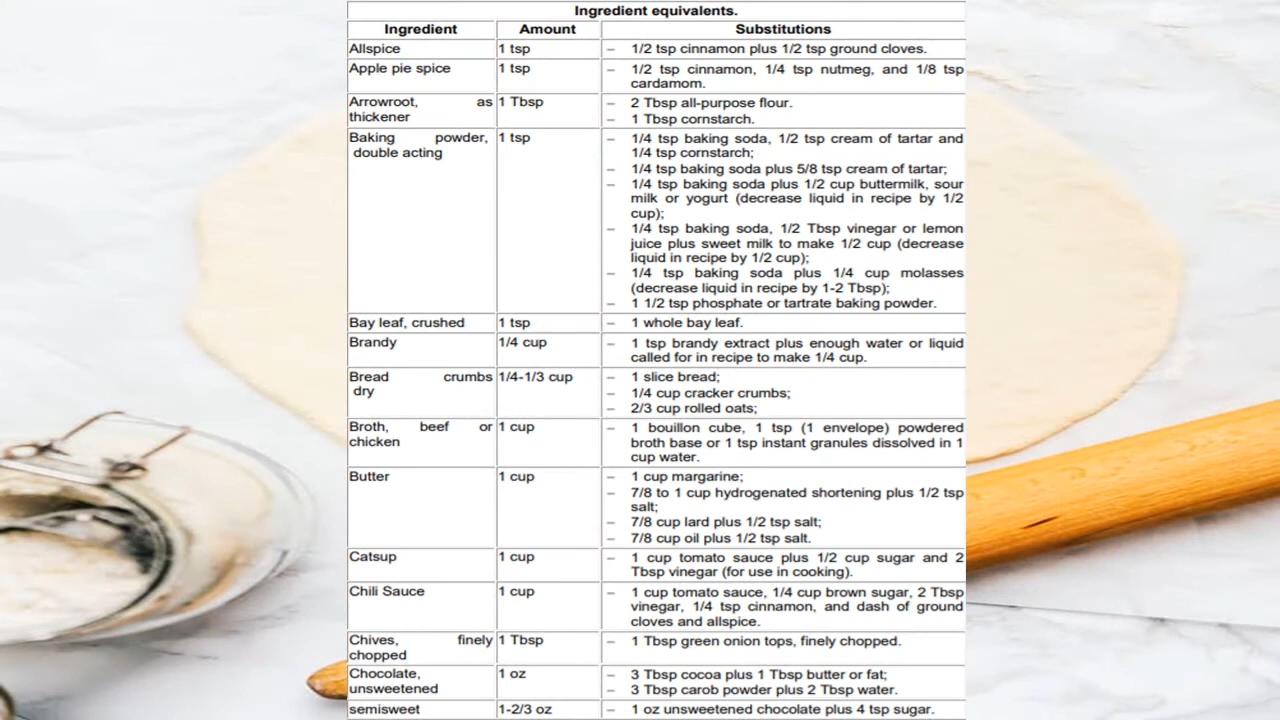 Ingredient equivalents.
Ingredient Amount Substitutions
Allspice 1 tsp – 1/2 tsp cinnamon plus 1/2 tsp ground cloves.
Apple pie spice 1 tsp – 1/2 tsp cinnamon, 1/4 tsp nutmeg, and 1/8 tsp
cardamom.
Arrowroot, as 1 Tbsp – 2 Tbsp all-purpose flour.
thickener – 1 Tbsp cornstarch.
Baking powder, 1 tsp – 1/4 tsp baking soda, 1/2 tsp cream of tartar and
double acting 1/4 tsp cornstarch;
– 1/4 tsp baking soda plus 5/8 tsp cream of tartar;
– 1/4 tsp baking soda plus 1/2 cup buttermilk, sour
milk or yogurt (decrease liquid in recipe by 1/2
cup);
– 1/4 tsp baking soda, 1/2 Tbsp vinegar or lemon
juice plus sweet milk to make 1/2 cup (decrease
liquid in recipe by 1/2 cup);
– 1/4 tsp baking soda plus 1/4 cup molasses
(decrease liquid in recipe by 1-2 Tbsp);
– 1 1/2 tsp phosphate or tartrate baking powder.
Bay leaf, crushed 1 tsp – 1 whole bay leaf.
Brandy 1/4 cup – 1 tsp brandy extract plus enough water or liquid
called for in recipe to make 1/4 cup.
Bread crumbs 1/4-1/3 cup – 1 slice bread;
dry – 1/4 cup cracker crumbs;
– 2/3 cup rolled oats;
Broth, beef or 1 cup – 1 bouillon cube, 1 tsp (1 envelope) powdered
chicken broth base or 1 tsp instant granules dissolved in 1
cup water.
Butter 1 cup – 1 cup margarine;
– 7/8 to 1 cup hydrogenated shortening plus 1/2 tsp
salt;
– 7/8 cup lard plus 1/2 tsp salt;
– 7/8 cup oil plus 1/2 tsp salt.
Catsup 1 cup – 1 cup tomato sauce plus 1/2 cup sugar and 2
Tbsp vinegar (for use in cooking).
Chili Sauce 1 cup – 1 cup tomato sauce, 1/4 cup brown sugar, 2 Tbsp
vinegar, 1/4 tsp cinnamon, and dash of ground
cloves and allspice.
Chives, finely 1 Tbsp – 1 Tbsp green onion tops, finely chopped.
chopped
Chocolate, 1 oz – 3 Tbsp cocoa plus 1 Tbsp butter or fat;
unsweetened – 3 Tbsp carob powder plus 2 Tbsp water.
semisweet 1-2/3 oz – 1 oz unsweetened chocolate plus 4 tsp sugar.